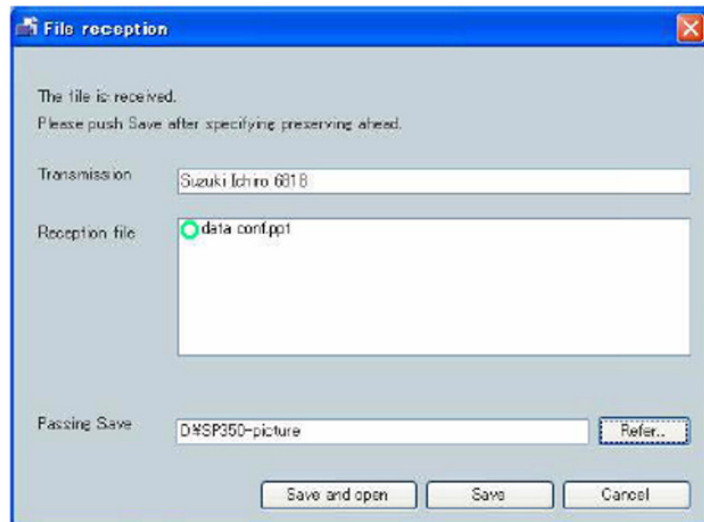 File reception
The file is received.
Please push Save after specifying preserving ahead.
Transmission
Suzuki Ichiro 6818
Reception file
data conf.ppt
Passing Save
D¥SP350-picture
Refer..
Save and open
Save
Cancel